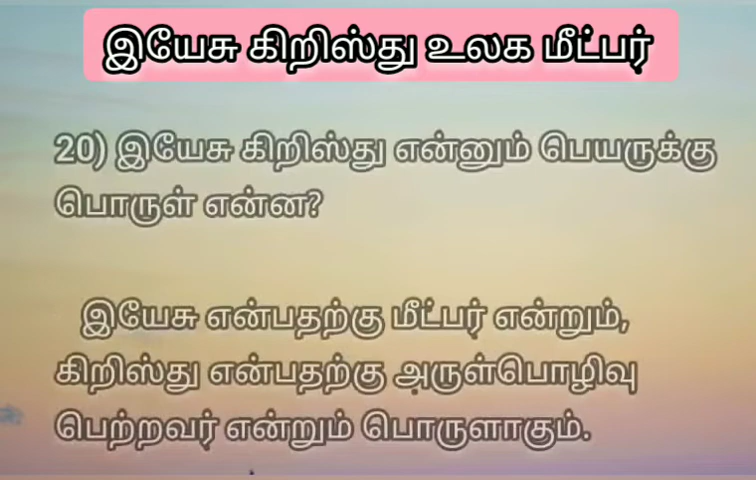 இயேசு கிறிஸ்து உலக மீட்பர்
20) இயேசு கிறிஸ்து என்னும் பெயருக்கு
பொருள் என்ன?
இயேசு என்பதற்கு மீட்பர் என்றும்,
கிறிஸ்து என்பதற்கு அருள்பொழிவு
பெற்றவர் என்றும் பொருளாகும்.